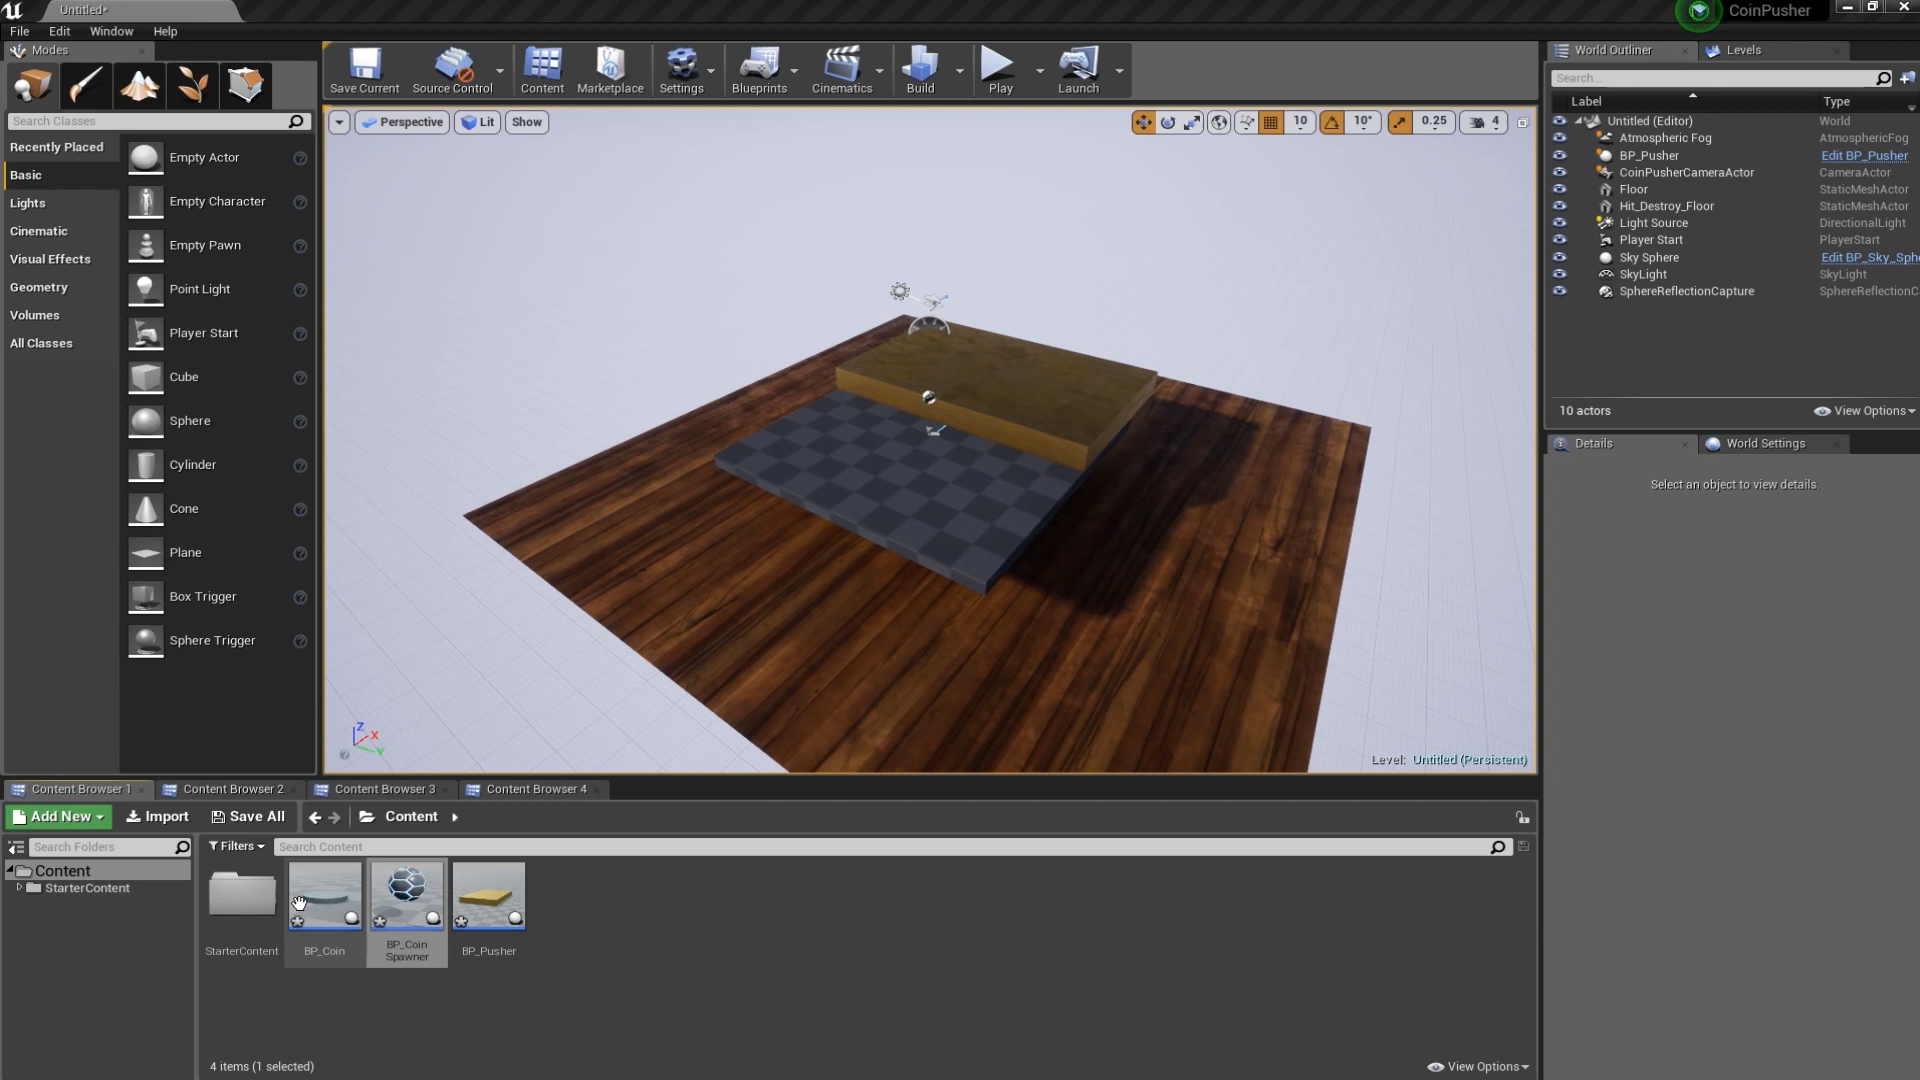 Untitled*
CoinPusher
File Edit Window Help
Modes
Search Classes
Recently Placed
Basic
Lights
Cinematic
Visual Effects
Geometry
Volumes
All Classes
Empty Actor
Empty Character
Empty Pawn
Point Light
Player Start
Cube
Sphere
Cylinder
Cone
Plane
Box Trigger
Sphere Trigger
Save Current Source Control Content Marketplace Settings Blueprints Cinematics Build Play Launch
Perspective Lit Show
10 10° 0.25 4
Z X Y
Level: Untitled (Persistent)
World Outliner Levels
Search...
Label Type
Untitled (Editor) World
Atmospheric Fog AtmosphericFog
BP_Pusher Edit BP_Pusher
CoinPusherCameraActor CameraActor
Floor StaticMeshActor
Hit_Destroy_Floor StaticMeshActor
Light Source DirectionalLight
Player Start PlayerStart
Sky Sphere Edit BP_Sky_Sph
SkyLight SkyLight
SphereReflectionCapture SphereReflectionC
10 actors View Options
Details World Settings
Select an object to view details.
Content Browser 1 Content Browser 2 Content Browser 3 Content Browser 4
Add New Import Save All Content
Search Folders
Filters Search Content
Content
StarterContent
StarterContent
BP_Coin
BP_Coin
Spawner
BP_Pusher
4 items (1 selected) View Options